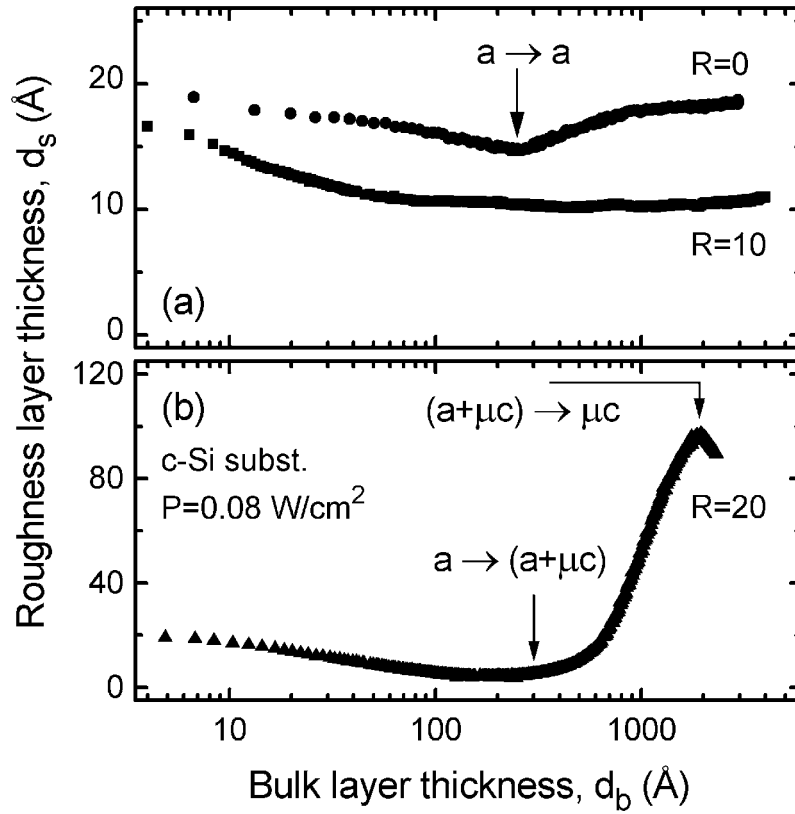 Roughness layer thickness, dₛ (Å)
20
10
0
a → a
R=0
R=10
(a)
120
80
40
0
(b)
(a+μc) → μc
c-Si subst.
P=0.08 W/cm²
R=20
a → (a+μc)
10
100
1000
Bulk layer thickness, d_b (Å)